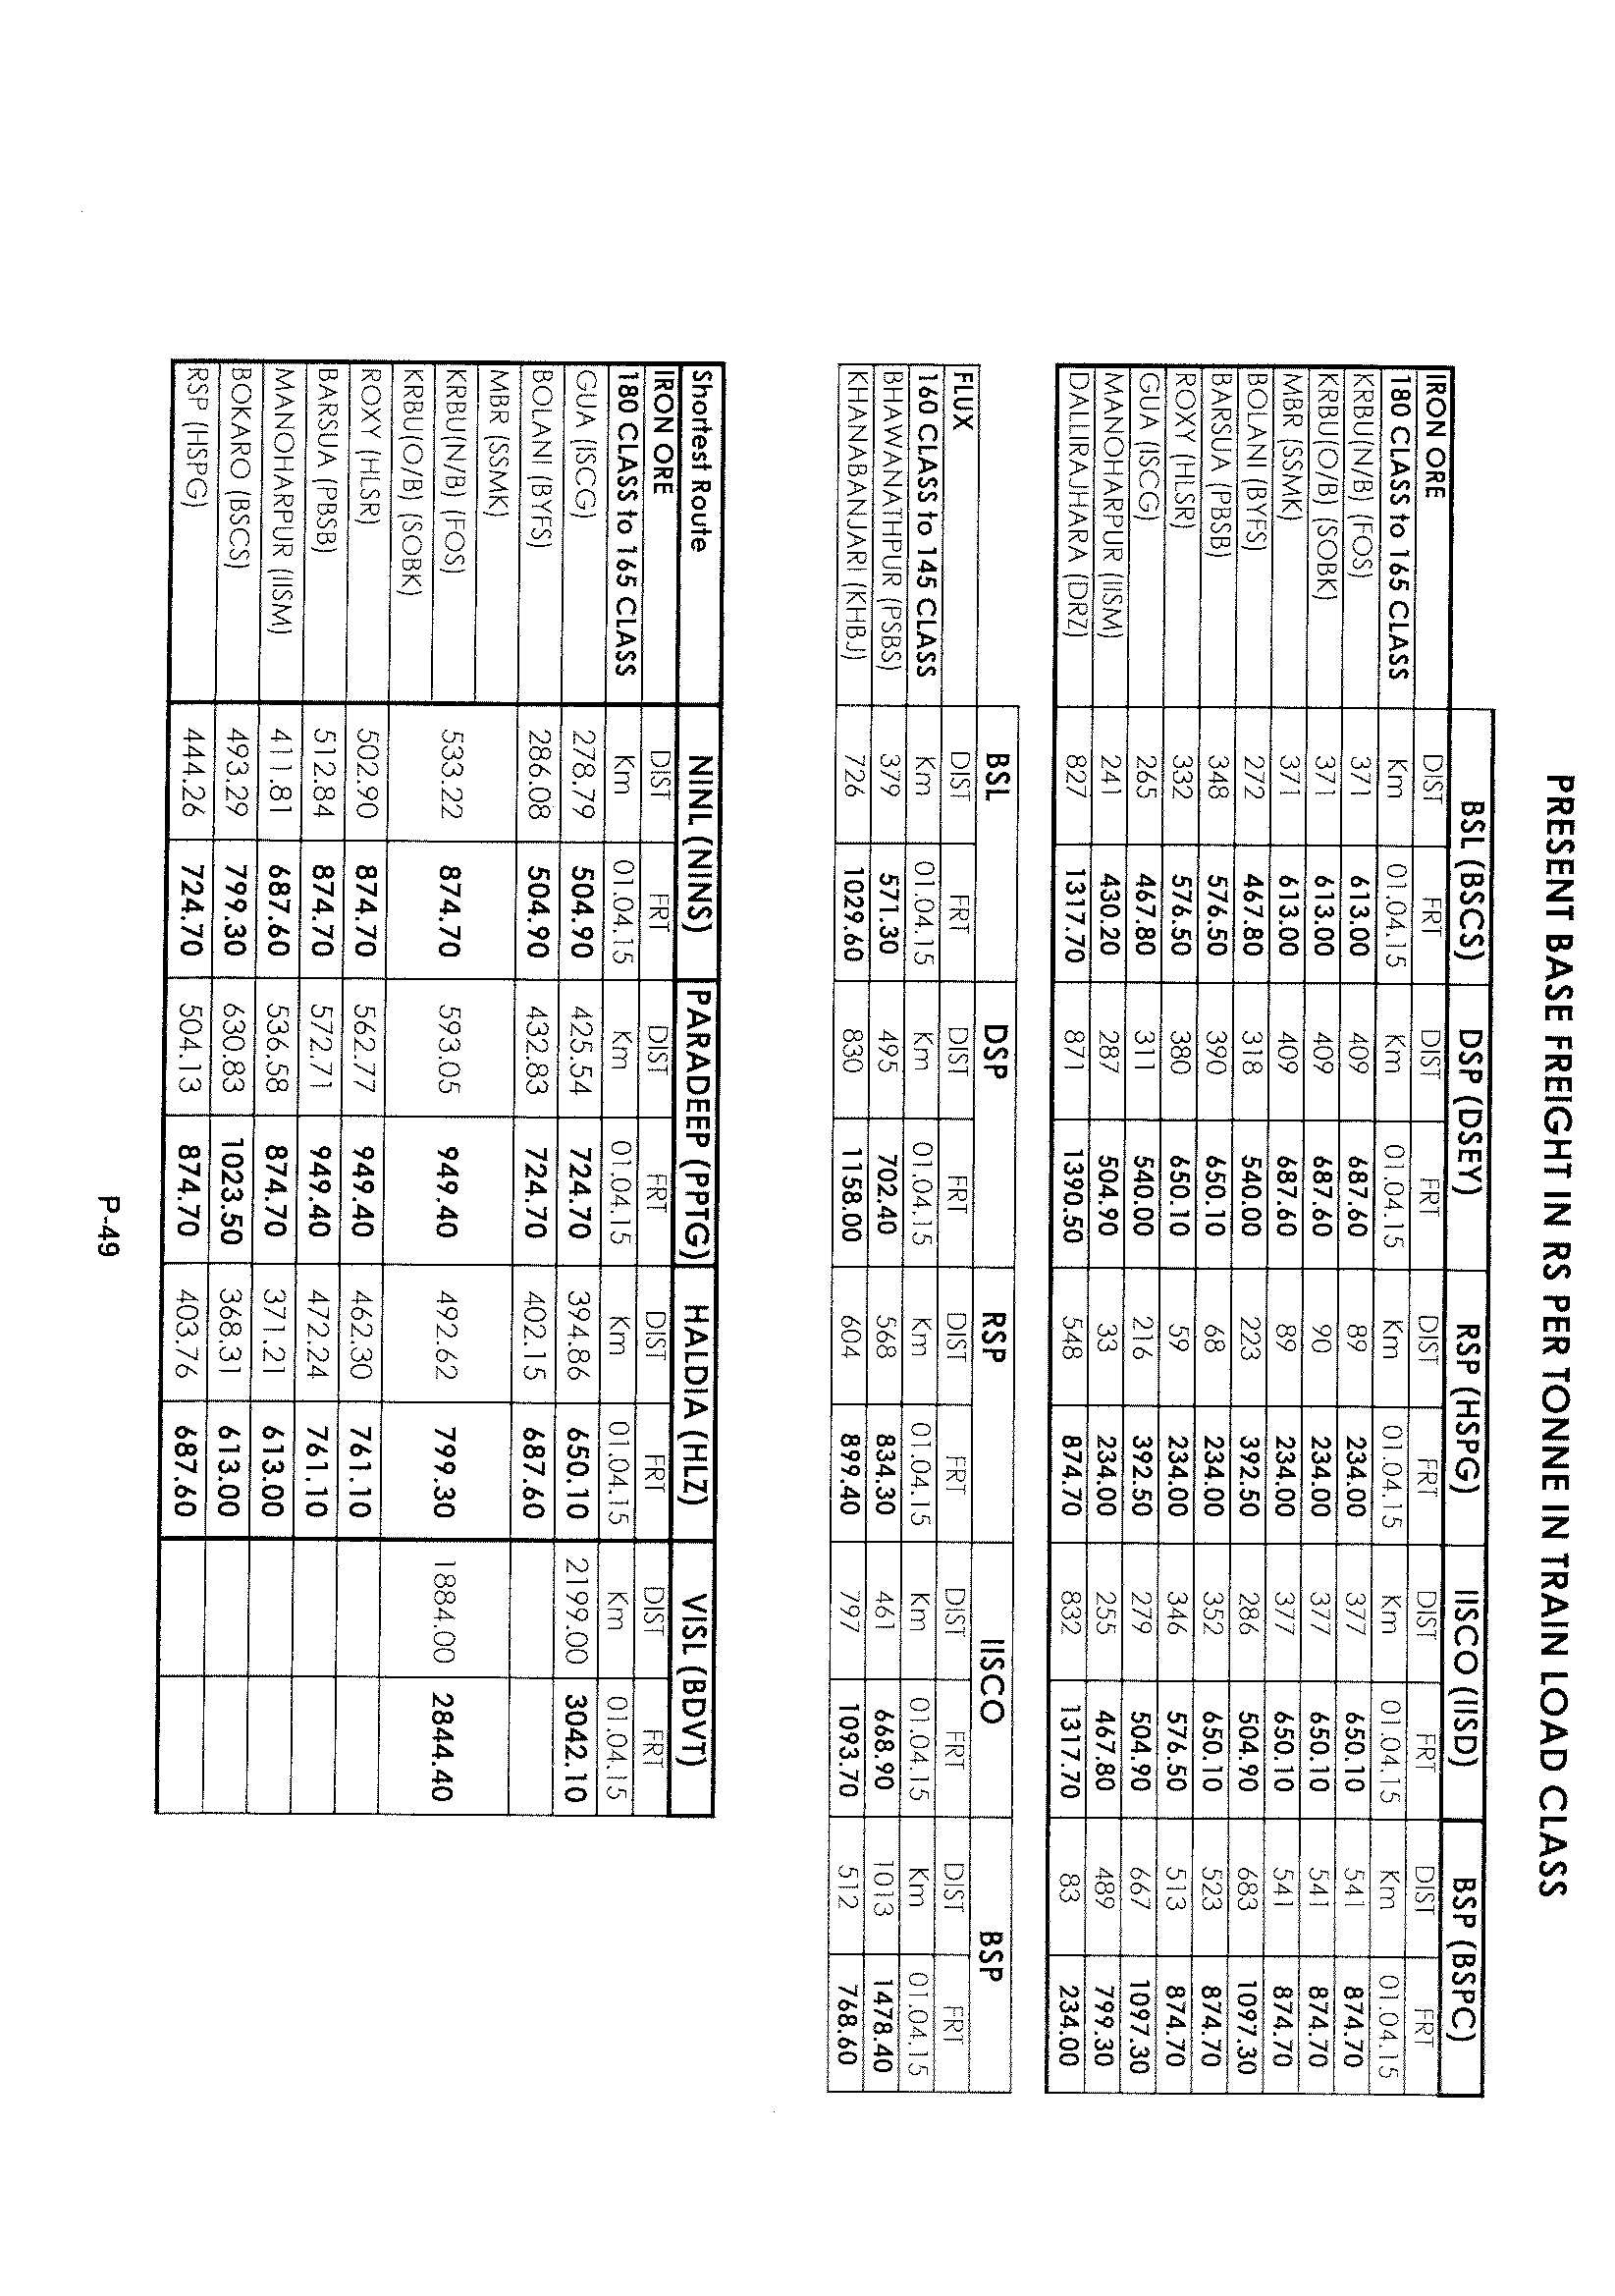 PRESENT BASE FREIGHT IN RS PER TONNE IN TRAIN LOAD CLASS
BSL (BSCS) DSP (DSEY) RSP (HSPG) IISCO (IISD) BSP (BSPC)
IRON ORE DIST FRT DIST FRT DIST FRT DIST FRT DIST FRT
180 CLASS to 165 CLASS Km 01.04.15 Km 01.04.15 Km 01.04.15 Km 01.04.15 Km 01.04.15
KRBU(N/B) (FOS) 371 613.00 409 687.60 89 234.00 377 650.10 541 874.70
KRBU(O/B) (SOBK) 371 613.00 409 687.60 90 234.00 377 650.10 541 874.70
MBR (SSMK) 371 613.00 409 687.60 89 234.00 377 650.10 541 874.70
BOLANI (BYFS) 272 467.80 318 540.00 223 392.50 286 504.90 683 1097.30
BARSUA (PBSB) 348 576.50 390 650.10 68 234.00 352 650.10 523 874.70
ROXY (HLSR) 332 576.50 380 650.10 59 234.00 346 576.50 513 874.70
GUA (ISCG) 265 467.80 311 540.00 216 392.50 279 504.90 667 1097.30
MANOHARPUR (IISM) 241 430.20 287 504.90 33 234.00 255 467.80 489 799.30
DALLIRAJHARA (DRZ) 827 1317.70 871 1390.50 548 874.70 832 1317.70 83 234.00
BSL DSP RSP IISCO BSP
FLUX DIST FRT DIST FRT DIST FRT DIST FRT DIST FRT
160 CLASS to 145 CLASS Km 01.04.15 Km 01.04.15 Km 01.04.15 Km 01.04.15 Km 01.04.15
BHAWANATHPUR (PSBS) 379 571.30 495 702.40 568 834.30 461 668.90 1013 1478.40
KHANABANJARI (KHBJ) 726 1029.60 830 1158.00 604 899.40 797 1093.70 512 768.60
Shortest Route NINL (NINS) PARADEEP (PPTG) HALDIA (HLZ) VISL (BDVT)
IRON ORE DIST FRT DIST FRT DIST FRT DIST FRT
180 CLASS to 165 CLASS Km 01.04.15 Km 01.04.15 Km 01.04.15 Km 01.04.15
GUA (ISCG) 278.79 504.90 425.54 724.70 394.86 650.10 2199.00 3042.10
BOLANI (BYFS) 286.08 504.90 432.83 724.70 402.15 687.60
MBR (SSMK)
KRBU(N/B) (FOS) 533.22 874.70 593.05 949.40 492.62 799.30 1884.00 2844.40
KRBU(O/B) (SOBK)
ROXY (HLSR) 502.90 874.70 562.77 949.40 462.30 761.10
BARSUA (PBSB) 512.84 874.70 572.71 949.40 472.24 761.10
MANOHARPUR (IISM) 411.81 687.60 536.58 874.70 371.21 613.00
BOKARO (BSCS) 493.29 799.30 630.83 1023.50 368.31 613.00
RSP (HSPG) 444.26 724.70 504.13 874.70 403.76 687.60
P-49